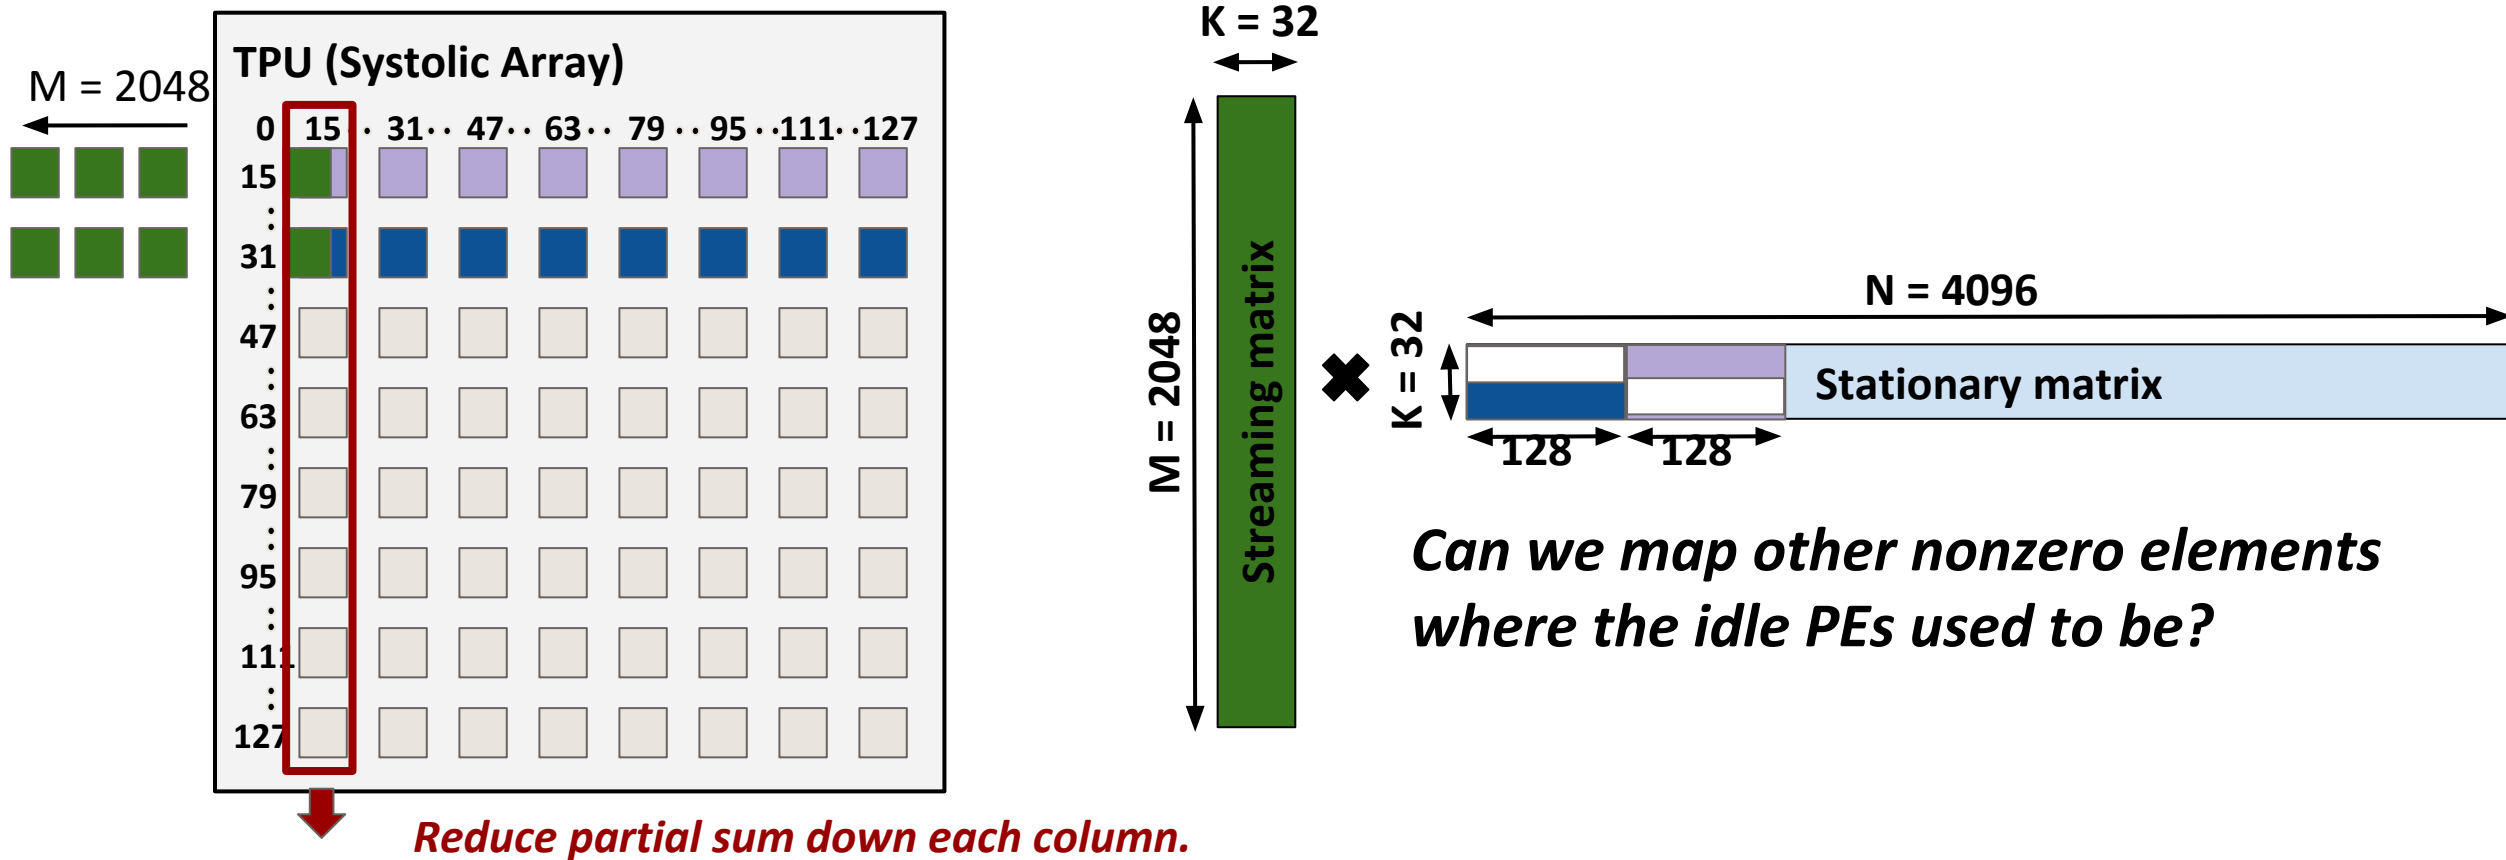 K = 32
TPU (Systolic Array)
M = 2048
0 15 31 47 63 79 95 111 127
15
31
47
63
79
95
111
127
Reduce partial sum down each column.
M = 2048
Streaming matrix
N = 4096
K = 32
Stationary matrix
128 128
Can we map other nonzero elements
where the idle PEs used to be?